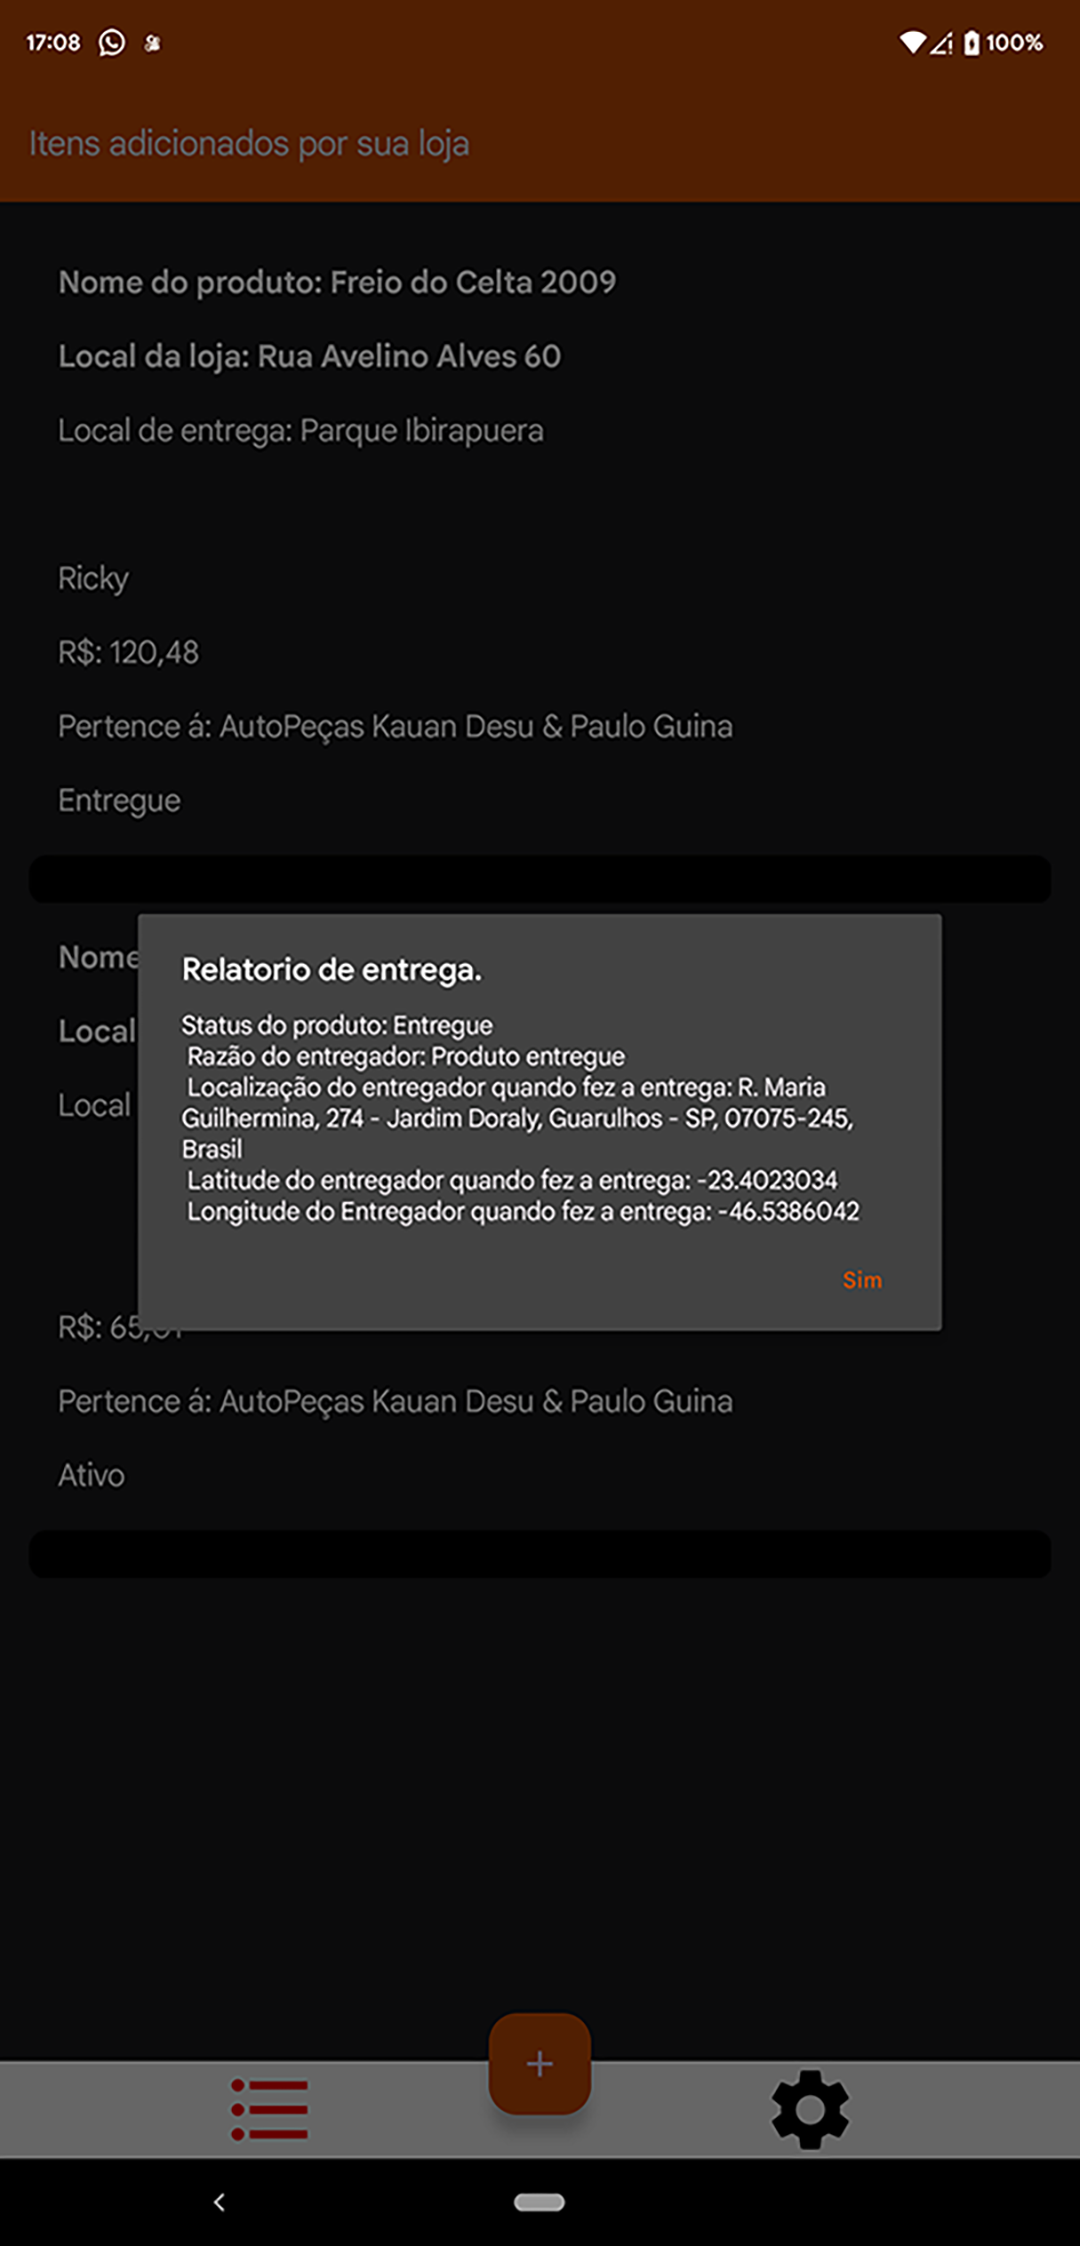 17:08
100%
Itens adicionados por sua loja
Nome do produto: Freio do Celta 2009
Local da loja: Rua Avelino Alves 60
Local de entrega: Parque Ibirapuera
Ricky
R$: 120,48
Pertence á: AutoPeças Kauan Desu & Paulo Guina
Entregue
Nome
Local
Local
Relatorio de entrega.
Status do produto: Entregue
Razão do entregador: Produto entregue
Localização do entregador quando fez a entrega: R. Maria
Guilhermina, 274 - Jardim Doraly, Guarulhos - SP, 07075-245,
Brasil
Latitude do entregador quando fez a entrega: -23.4023034
Longitude do Entregador quando fez a entrega: -46.5386042
Sim
R$:
Pertence á: AutoPeças Kauan Desu & Paulo Guina
Ativo